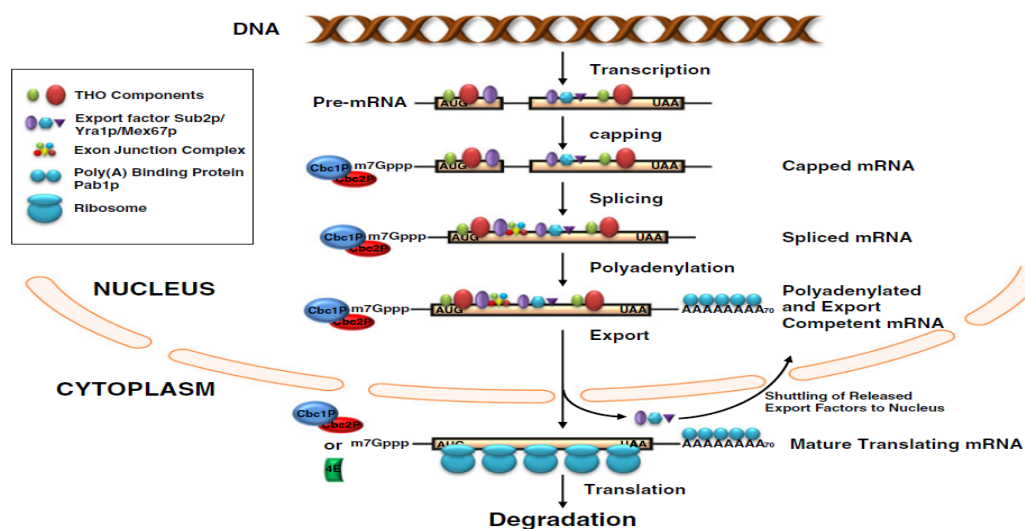 DNA
Transcription
THO Components
Export factor Sub2p/
Yra1p/Mex67p
Exon Junction Complex
Poly(A) Binding Protein
Pab1p
Ribosome
Pre-mRNA
AUG
UAA
capping
Cbc1P
Cbc2P
m7Gppp
AUG
UAA
Capped mRNA
Splicing
Cbc1P
Cbc2P
m7Gppp
AUG
UAA
Spliced mRNA
Polyadenylation
NUCLEUS
Cbc1P
Cbc2P
m7Gppp
AUG
UAA
AAAAAAAA70
Polyadenylated
and Export
Competent mRNA
Export
CYTOPLASM
Shuttling of Released
Export Factors to Nucleus
Cbc1P
Cbc2P
or
4E
m7Gppp
AUG
UAA
AAAAAAAA70
Mature Translating mRNA
Translation
Degradation